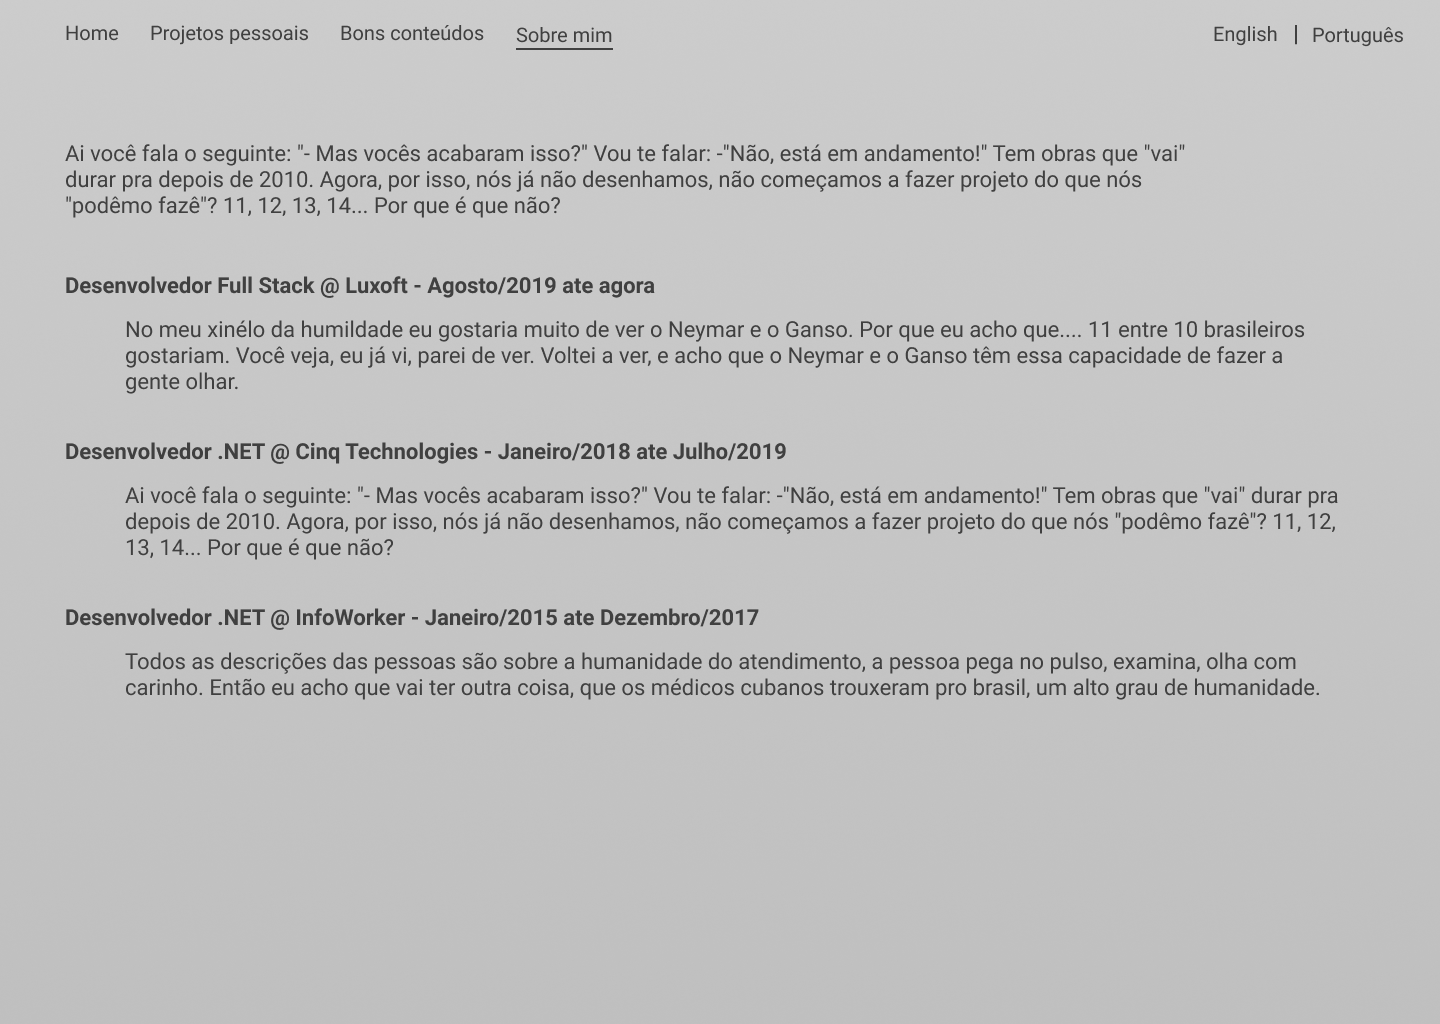 Home Projetos pessoais Bons conteúdos Sobre mim English | Português
Ai você fala o seguinte: "- Mas vocês acabaram isso?" Vou te falar: -"Não, está em andamento!" Tem obras que "vai"
durar pra depois de 2010. Agora, por isso, nós já não desenhamos, não começamos a fazer projeto do que nós
"podêmo fazê"? 11, 12, 13, 14... Por que é que não?
Desenvolvedor Full Stack @ Luxoft - Agosto/2019 ate agora
No meu xinélo da humildade eu gostaria muito de ver o Neymar e o Ganso. Por que eu acho que.... 11 entre 10 brasileiros
gostariam. Você veja, eu já vi, parei de ver. Voltei a ver, e acho que o Neymar e o Ganso têm essa capacidade de fazer a
gente olhar.
Desenvolvedor .NET @ Cinq Technologies - Janeiro/2018 ate Julho/2019
Ai você fala o seguinte: "- Mas vocês acabaram isso?" Vou te falar: -"Não, está em andamento!" Tem obras que "vai" durar pra
depois de 2010. Agora, por isso, nós já não desenhamos, não começamos a fazer projeto do que nós "podêmo fazê"? 11, 12,
13, 14... Por que é que não?
Desenvolvedor .NET @ InfoWorker - Janeiro/2015 ate Dezembro/2017
Todos as descrições das pessoas são sobre a humanidade do atendimento, a pessoa pega no pulso, examina, olha com
carinho. Então eu acho que vai ter outra coisa, que os médicos cubanos trouxeram pro brasil, um alto grau de humanidade.